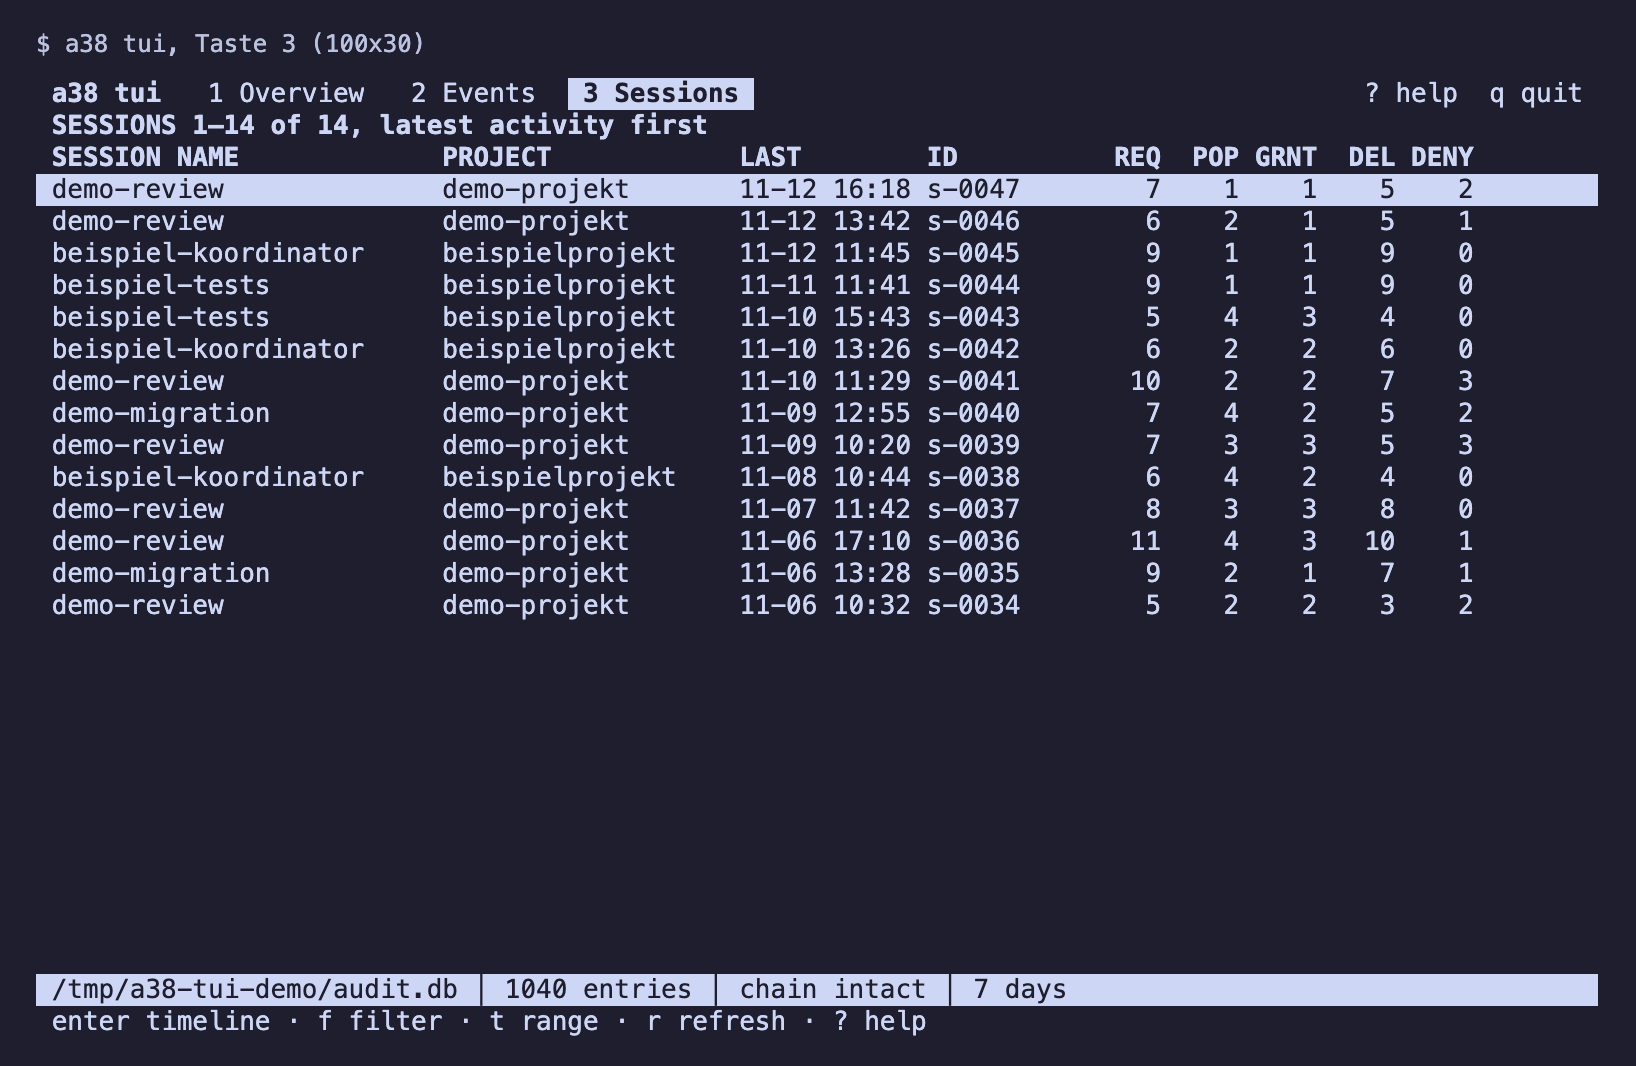 $ a38 tui, Taste 3 (100x30)
a38 tui 1 Overview 2 Events 3 Sessions ? help q quit
SESSIONS 1–14 of 14, latest activity first
SESSION NAME PROJECT LAST ID REQ POP GRNT DEL DENY
demo-review demo-projekt 11-12 16:18 s-0047 7 1 1 5 2
demo-review demo-projekt 11-12 13:42 s-0046 6 2 1 5 1
beispiel-koordinator beispielprojekt 11-12 11:45 s-0045 9 1 1 9 0
beispiel-tests beispielprojekt 11-11 11:41 s-0044 9 1 1 9 0
beispiel-tests beispielprojekt 11-10 15:43 s-0043 5 4 3 4 0
beispiel-koordinator beispielprojekt 11-10 13:26 s-0042 6 2 2 6 0
demo-review demo-projekt 11-10 11:29 s-0041 10 2 2 7 3
demo-migration demo-projekt 11-09 12:55 s-0040 7 4 2 5 2
demo-review demo-projekt 11-09 10:20 s-0039 7 3 3 5 3
beispiel-koordinator beispielprojekt 11-08 10:44 s-0038 6 4 2 4 0
demo-review demo-projekt 11-07 11:42 s-0037 8 3 3 8 0
demo-review demo-projekt 11-06 17:10 s-0036 11 4 3 10 1
demo-migration demo-projekt 11-06 13:28 s-0035 9 2 1 7 1
demo-review demo-projekt 11-06 10:32 s-0034 5 2 2 3 2
/tmp/a38-tui-demo/audit.db │ 1040 entries │ chain intact │ 7 days
enter timeline · f filter · t range · r refresh · ? help